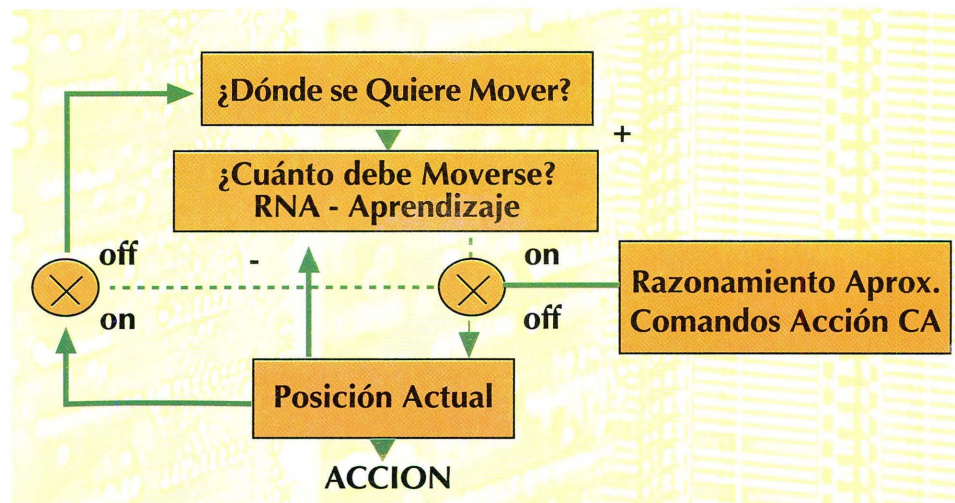 ¿Dónde se Quiere Mover?
+
¿Cuánto debe Moverse?
RNA - Aprendizaje
off
-
on
on
off
Razonamiento Aprox.
Comandos Acción CA
Posición Actual
ACCION